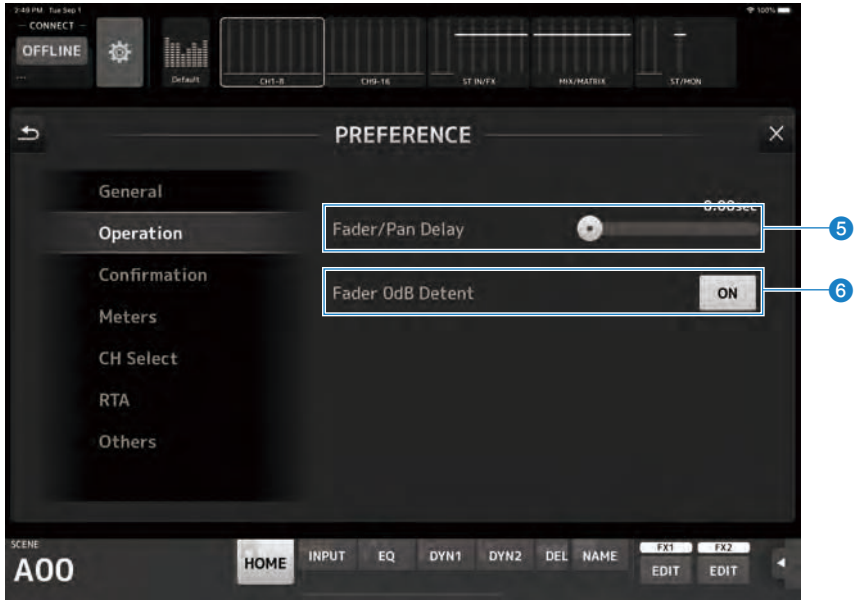 2:49 PM Tue Sep 1
100%
CONNECT
OFFLINE
...
Default
CH1-8
CH9-16
ST IN/FX
MIX/MATRIX
ST/MON
PREFERENCE
General
Operation
Confirmation
Meters
CH Select
RTA
Others
0.00sec
Fader/Pan Delay
5
Fader 0dB Detent
ON
6
SCENE
A00
HOME
INPUT
EQ
DYN1
DYN2
DEL
NAME
FX1
EDIT
FX2
EDIT